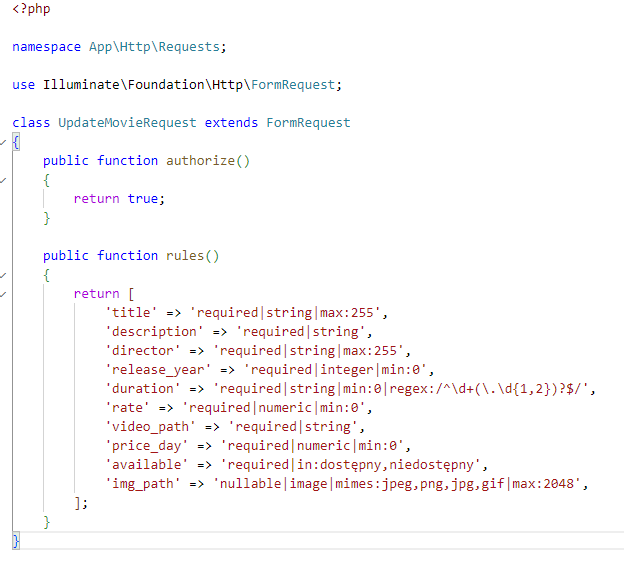 <?php
namespace App\Http\Requests;
use Illuminate\Foundation\Http\FormRequest;
class UpdateMovieRequest extends FormRequest
{
    public function authorize()
    {
        return true;
    }
    public function rules()
    {
        return [
            'title' => 'required|string|max:255',
            'description' => 'required|string',
            'director' => 'required|string|max:255',
            'release_year' => 'required|integer|min:0',
            'duration' => 'required|string|min:0|regex:/^\d+(\.\d{1,2})?$/',
            'rate' => 'required|numeric|min:0',
            'video_path' => 'required|string',
            'price_day' => 'required|numeric|min:0',
            'available' => 'required|in:dostępny,niedostępny',
            'img_path' => 'nullable|image|mimes:jpeg,png,jpg,gif|max:2048',
        ];
    }
}